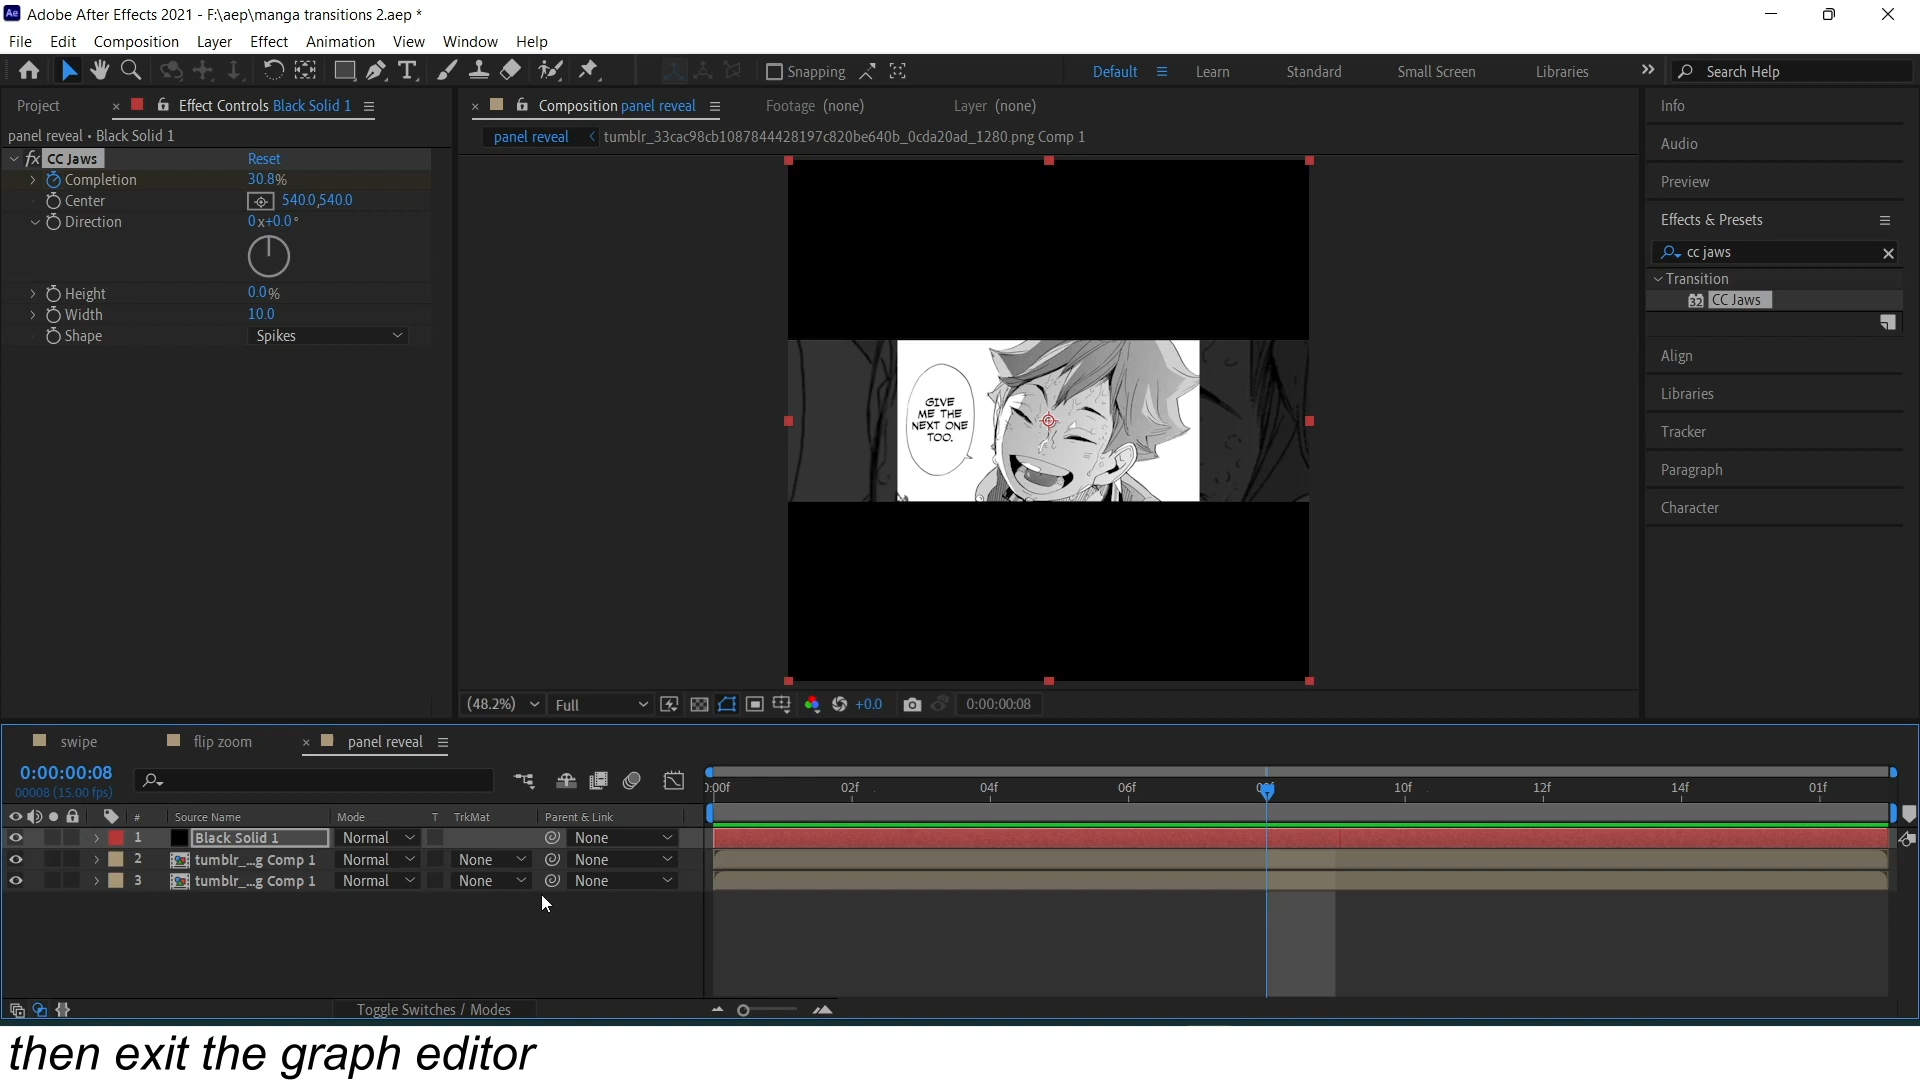 Ae Adobe After Effects 2021 - F:\aep\manga transitions 2.aep *
File Edit Composition Layer Effect Animation View Window Help
Snapping Default Learn Standard Small Screen Libraries Search Help
Project Effect Controls Black Solid 1
Composition panel reveal Footage (none) Layer (none)
Info
panel reveal • Black Solid 1
panel reveal tumblr_33cac98cb1087844428197c820be640b_0cda20ad_1280.png Comp 1
Audio
fx CC Jaws Reset
Completion 30.8%
Center 540.0,540.0
Direction 0x+0.0°
Height 0.0%
Width 10.0
Shape Spikes
GIVE
ME THE
NEXT ONE
TOO.
Preview
Effects & Presets
cc jaws
Transition
32 CC Jaws
Align
Libraries
Tracker
Paragraph
Character
(48.2%) Full +0.0 0:00:00:08
swipe flip zoom panel reveal
0:00:00:08
00008 (15.00 fps)
:00f 02f 04f 06f 10f 12f 14f 01f
# Source Name Mode T TrkMat Parent & Link
1 Black Solid 1 Normal None
2 tumblr_...g Comp 1 Normal None None
3 tumblr_...g Comp 1 Normal None None
Toggle Switches / Modes
then exit the graph editor